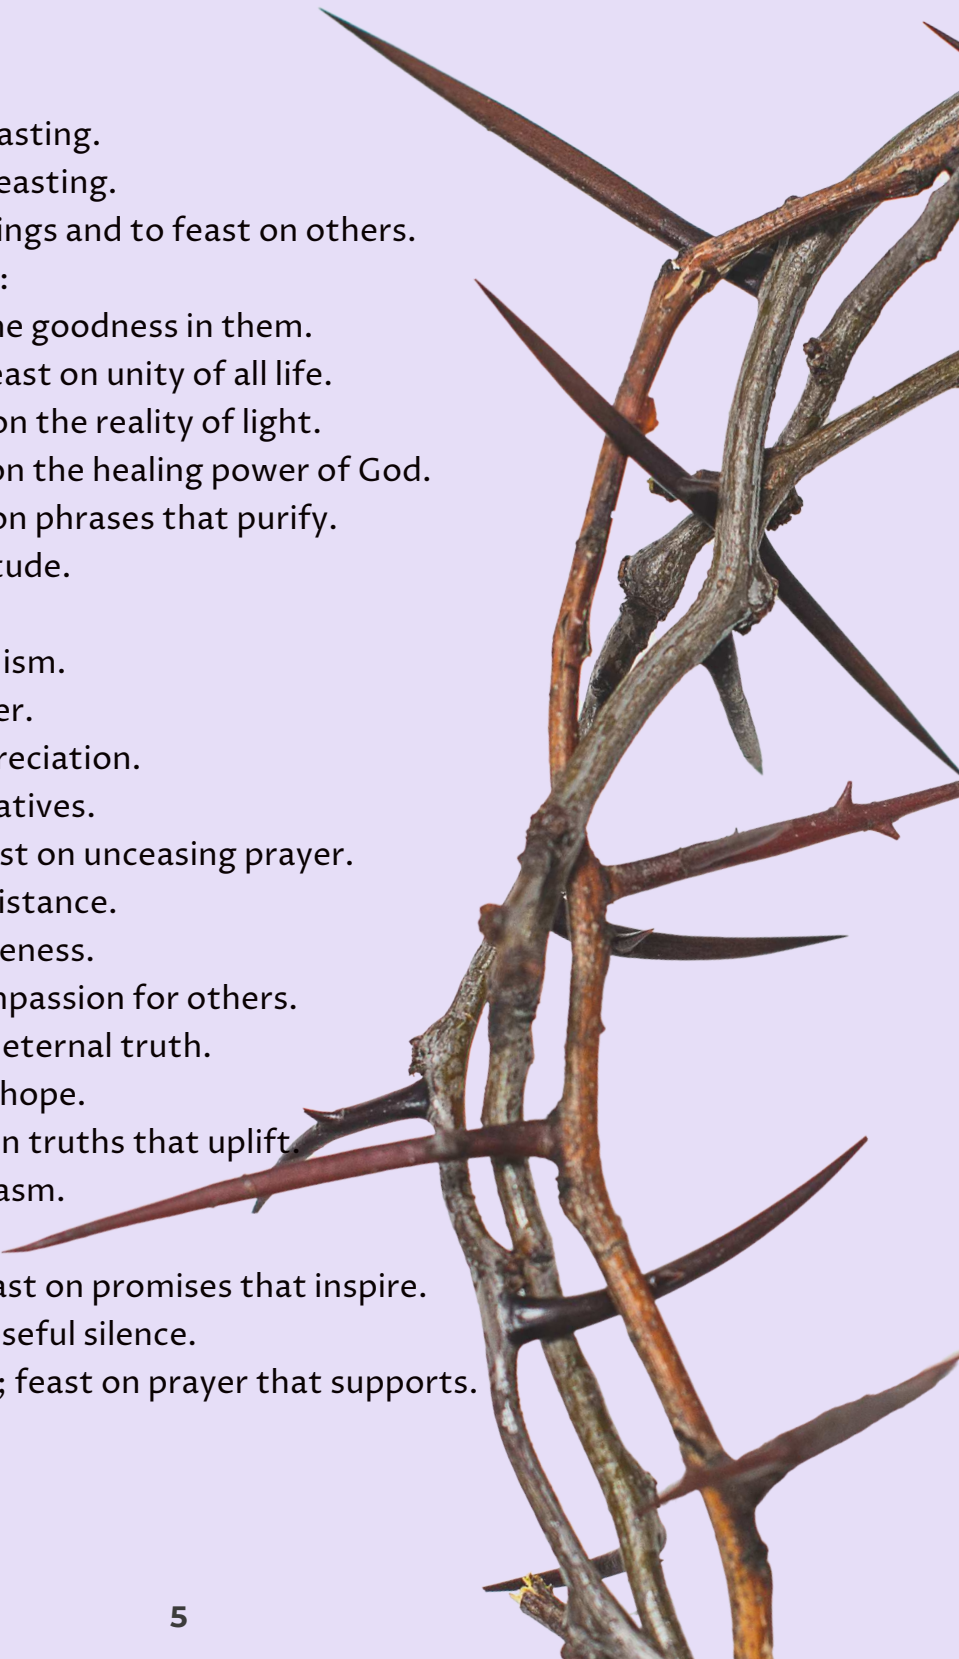 asting.
easting.
ings and to feast on others.
:
ne goodness in them.
east on unity of all life.
on the reality of light.
on the healing power of God.
on phrases that purify.
tude.
ism.
er.
reciation.
atives.
st on unceasing prayer.
istance.
eness.
mpassion for others.
eternal truth.
hope.
n truths that uplift.
asm.
ast on promises that inspire.
seful silence.
; feast on prayer that supports.
5